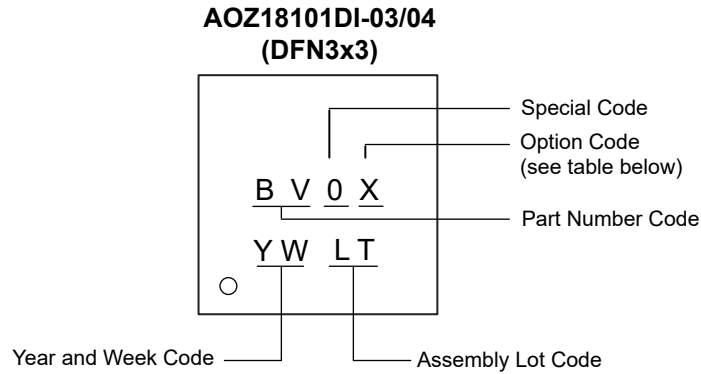 AOZ18101DI-03/04
(DFN3x3)
Special Code
Option Code
(see table below)
B V 0 X
Part Number Code
Y W L T
Year and Week Code
Assembly Lot Code